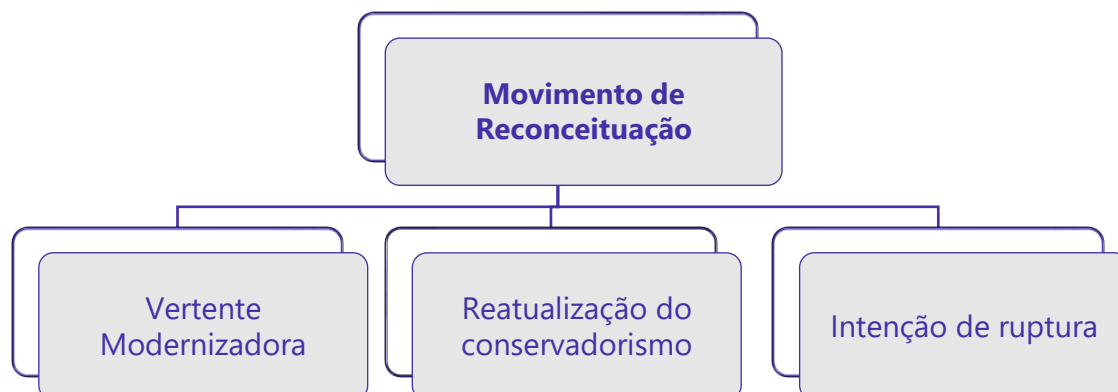 Movimento de
Reconceituação
Vertente
Modernizadora
Reatualização do
conservadorismo
Intenção de ruptura